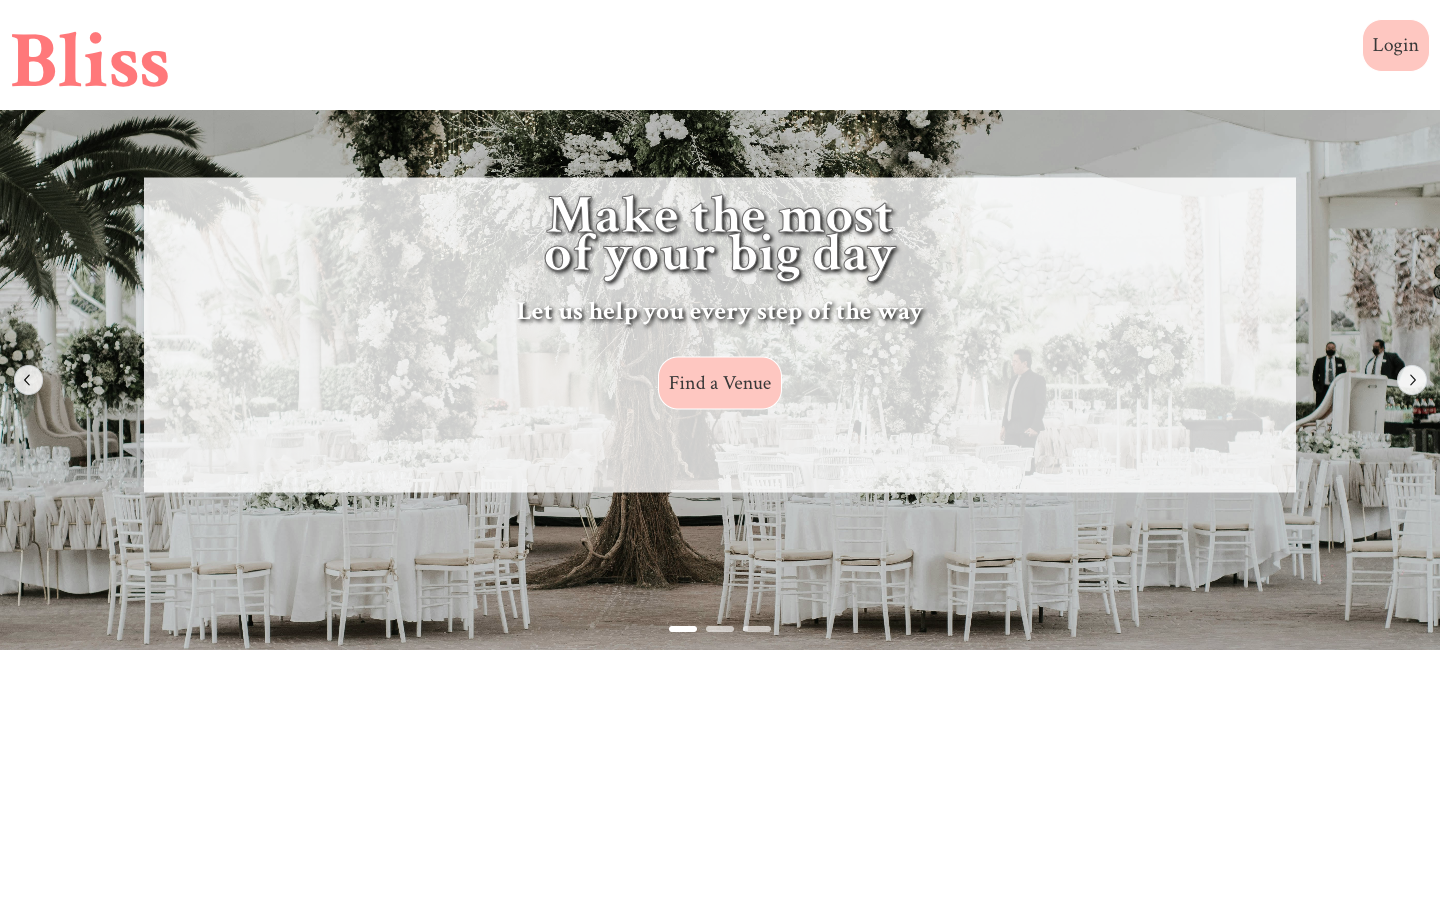 Bliss
Login
Make the most
of your big day
Let us help you every step of the way
Find a Venue